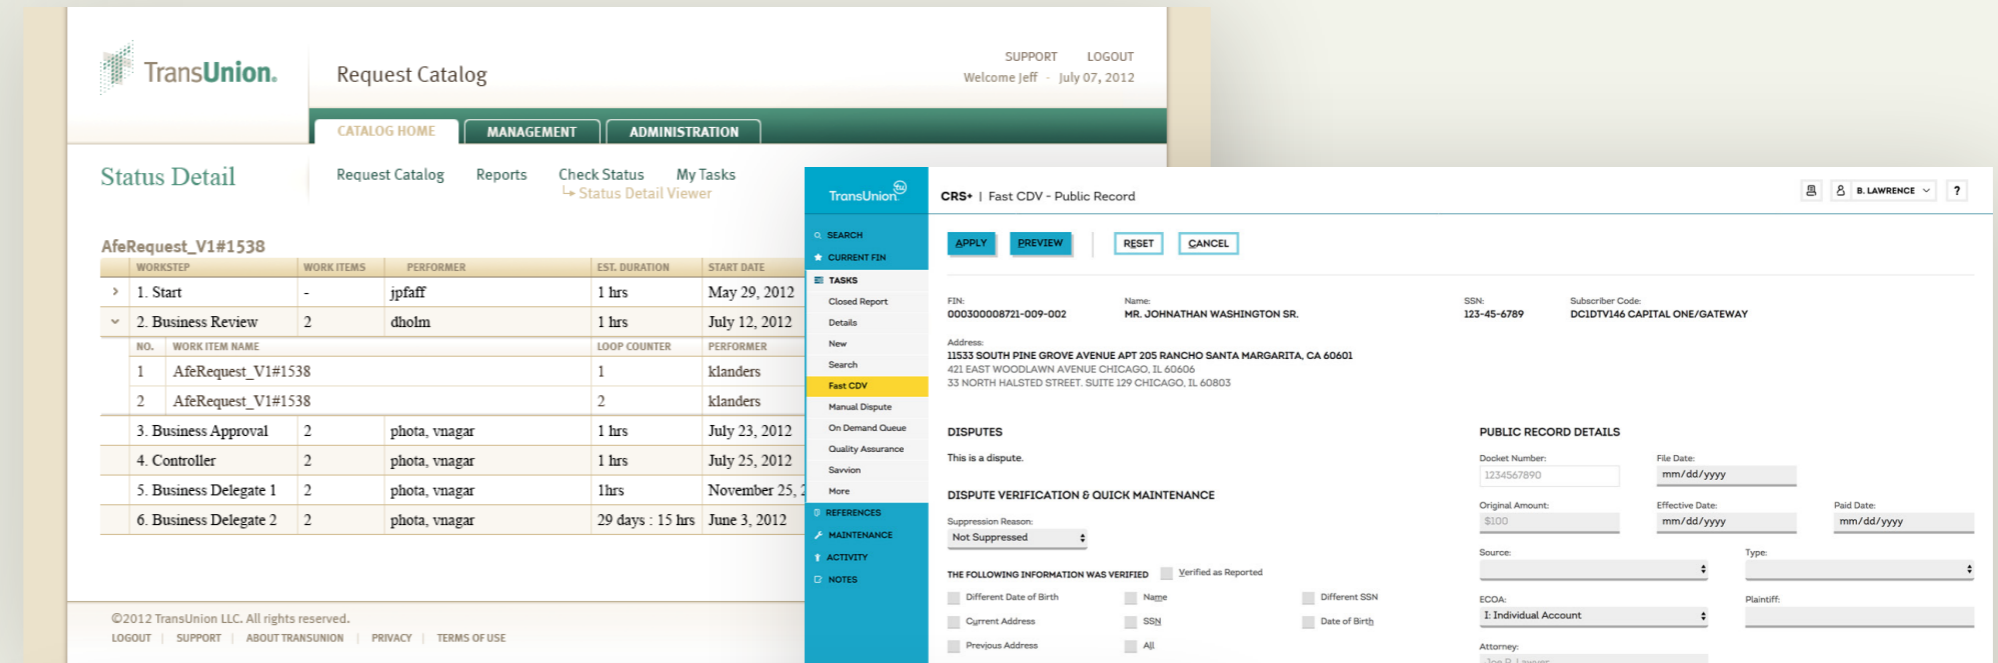 TransUnion.
Request Catalog
SUPPORT LOGOUT
Welcome Jeff - July 07, 2012
CATALOG HOME MANAGEMENT ADMINISTRATION
Status Detail
Request Catalog Reports Check Status My Tasks
Status Detail Viewer
AfeRequest_V1#1538
WORKSTEP WORK ITEMS PERFORMER EST. DURATION START DATE
1. Start - jpfaff 1 hrs May 29, 2012
2. Business Review 2 dholm 1 hrs July 12, 2012
NO. WORK ITEM NAME LOOP COUNTER PERFORMER
1 AfeRequest_V1#1538 1 klanders
2 AfeRequest_V1#1538 2 klanders
3. Business Approval 2 phota, vnagar 1 hrs July 23, 2012
4. Controller 2 phota, vnagar 1 hrs July 25, 2012
5. Business Delegate 1 2 phota, vnagar 1hrs November 25, 2
6. Business Delegate 2 2 phota, vnagar 29 days : 15 hrs June 3, 2012
©2012 TransUnion LLC. All rights reserved.
LOGOUT | SUPPORT | ABOUT TRANSUNION | PRIVACY | TERMS OF USE
TransUnion tu
CRS+ | Fast CDV - Public Record
B. LAWRENCE ?
SEARCH
CURRENT FIN
TASKS
Closed Report
Details
New
Search
Fast CDV
Manual Dispute
On Demand Queue
Quality Assurance
Savvion
More
REFERENCES
MAINTENANCE
ACTIVITY
NOTES
APPLY PREVIEW RESET CANCEL
FIN: Name: SSN: Subscriber Code:
000300008721-009-002 MR. JOHNATHAN WASHINGTON SR. 123-45-6789 DC1DTV146 CAPITAL ONE/GATEWAY
Address:
11533 SOUTH PINE GROVE AVENUE APT 205 RANCHO SANTA MARGARITA, CA 60601
421 EAST WOODLAWN AVENUE CHICAGO, IL 60606
33 NORTH HALSTED STREET. SUITE 129 CHICAGO, IL 60803
DISPUTES
This is a dispute.
DISPUTE VERIFICATION & QUICK MAINTENANCE
Suppression Reason:
Not Suppressed
THE FOLLOWING INFORMATION WAS VERIFIED Verified as Reported
Different Date of Birth Name Different SSN
Current Address SSN Date of Birth
Previous Address All
PUBLIC RECORD DETAILS
Docket Number: File Date:
1234567890 mm/dd/yyyy
Original Amount: Effective Date: Paid Date:
$100 mm/dd/yyyy mm/dd/yyyy
Source: Type:
ECOA: Plaintiff:
I: Individual Account
Attorney:
Joe P. Lawyer